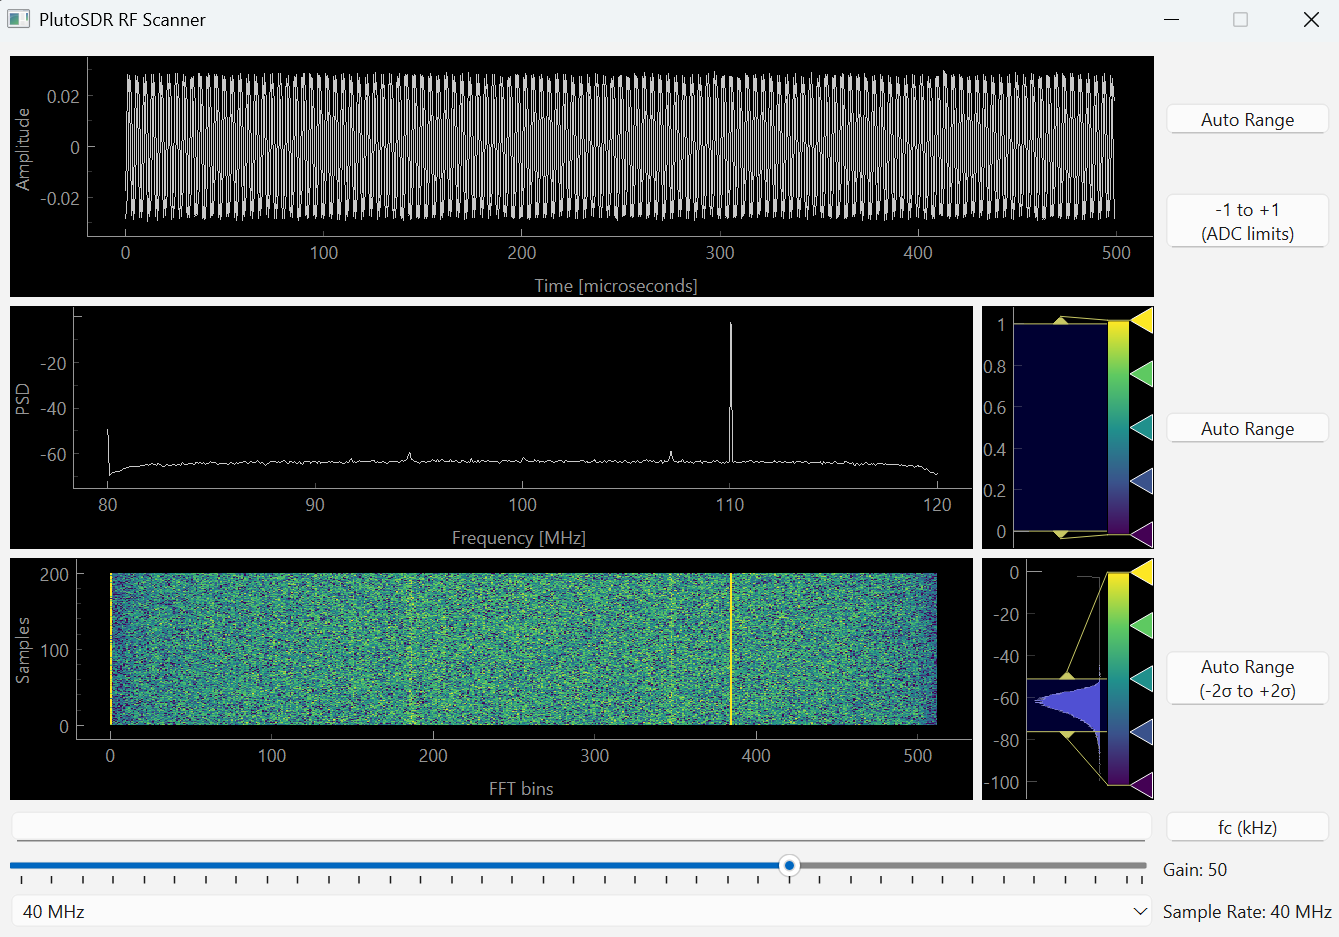 PlutoSDR RF Scanner
Amplitude
0.02
0
-0.02
0 100 200 300 400 500
Time [microseconds]
Auto Range
-1 to +1
(ADC limits)
PSD
-20
-40
-60
80 90 100 110 120
Frequency [MHz]
1
0.8
0.6
0.4
0.2
0
Auto Range
Samples
200
100
0
0 100 200 300 400 500
FFT bins
0
-20
-40
-60
-80
-100
Auto Range
(-2σ to +2σ)
fc (kHz)
Gain: 50
40 MHz
Sample Rate: 40 MHz